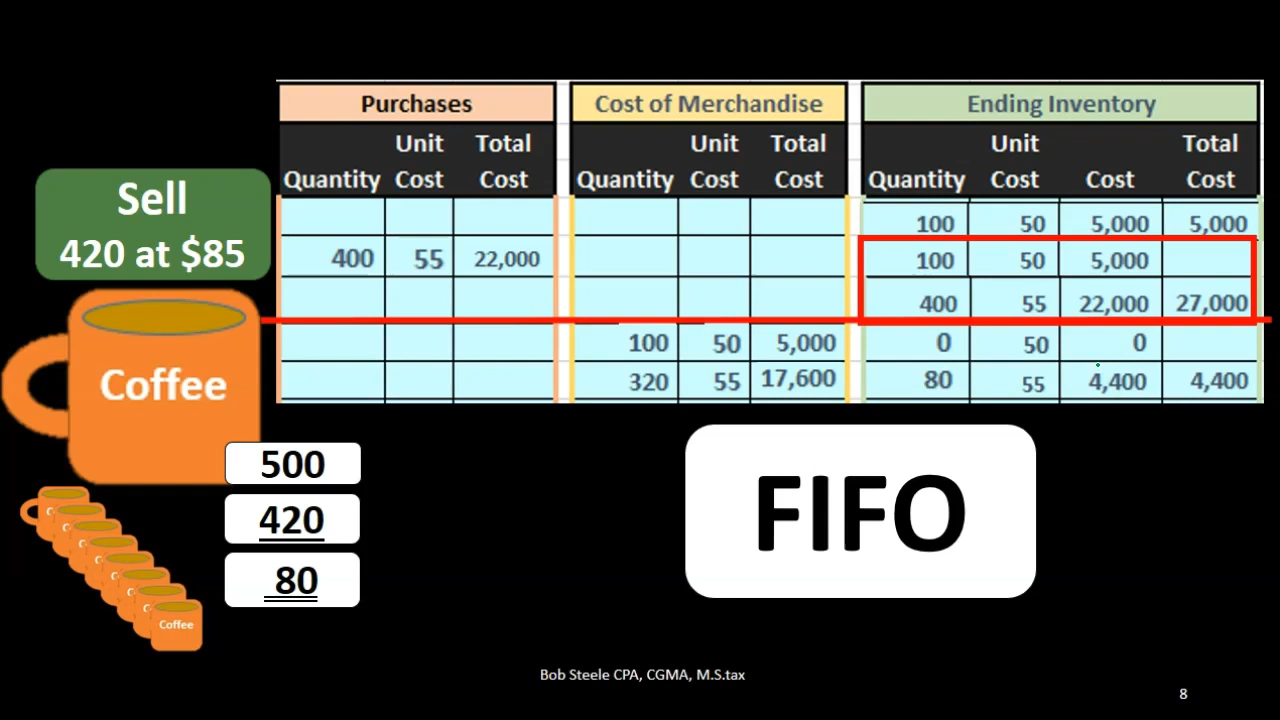 Purchases Cost of Merchandise Ending Inventory
Unit Total Unit Total Unit Total
Quantity Cost Cost Quantity Cost Cost Quantity Cost Cost Cost
Sell
420 at $85
100 50 5,000 5,000
400 55 22,000 100 50 5,000
400 55 22,000 27,000
100 50 5,000 0 50 0
320 55 17,600 80 55 4,400 4,400
Coffee
500
420
80
FIFO
Coffee
Bob Steele CPA, CGMA, M.S.tax
8